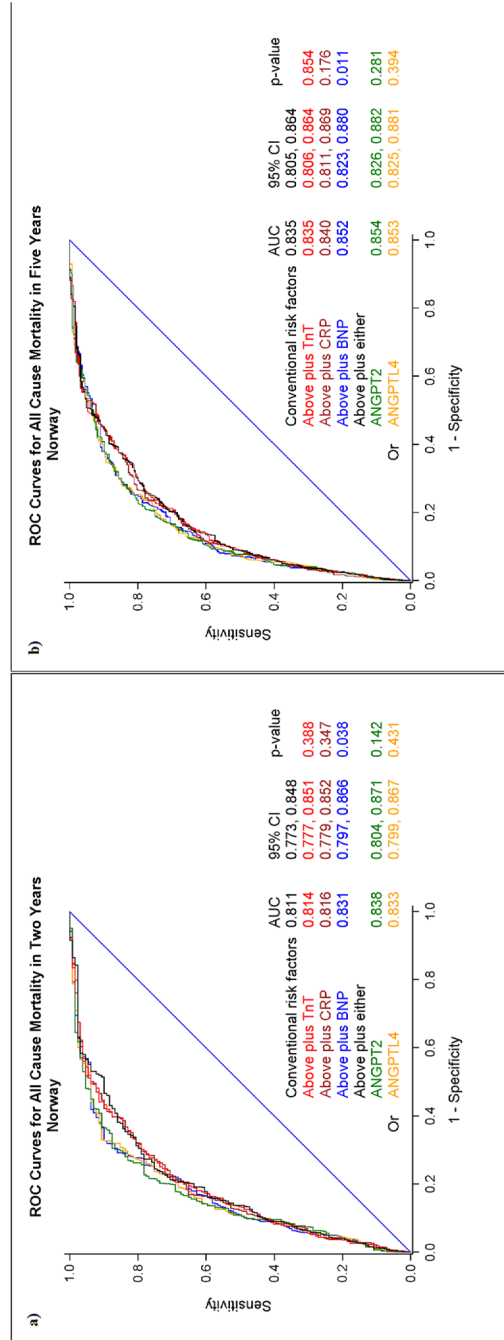 a)
ROC Curves for All Cause Mortality in Two Years
Norway
Sensitivity
1.0
0.8
0.6
0.4
0.2
0.0
0.0 0.2 0.4 0.6 0.8 1.0
1 - Specificity
AUC 95% CI p-value
Conventional risk factors 0.811 0.773, 0.848
Above plus TnT 0.814 0.777, 0.851 0.388
Above plus CRP 0.816 0.779, 0.852 0.347
Above plus BNP 0.831 0.797, 0.866 0.038
Above plus either
ANGPT2 0.838 0.804, 0.871 0.142
Or ANGPTL4 0.833 0.799, 0.867 0.431
b)
ROC Curves for All Cause Mortality in Five Years
Norway
Sensitivity
1.0
0.8
0.6
0.4
0.2
0.0
0.0 0.2 0.4 0.6 0.8 1.0
1 - Specificity
AUC 95% CI p-value
Conventional risk factors 0.835 0.805, 0.864
Above plus TnT 0.835 0.806, 0.864 0.854
Above plus CRP 0.840 0.811, 0.869 0.176
Above plus BNP 0.852 0.823, 0.880 0.011
Above plus either
ANGPT2 0.854 0.826, 0.882 0.281
Or ANGPTL4 0.853 0.825, 0.881 0.394